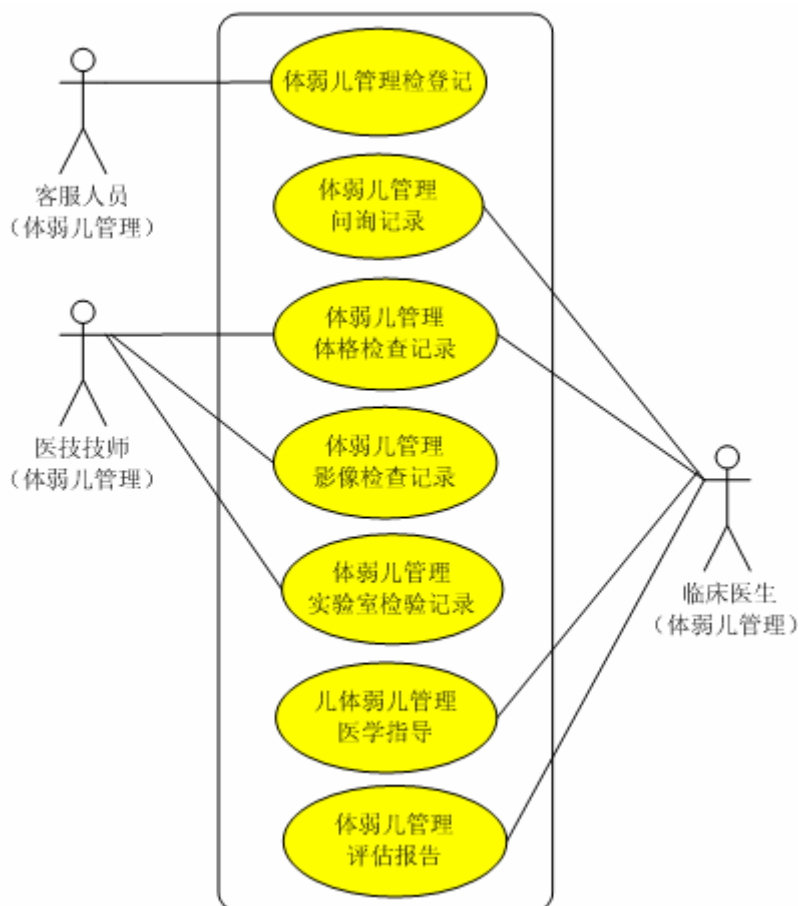 体弱儿管理检登记
客服人员
（体弱儿管理）
体弱儿管理
问询记录
体弱儿管理
体格检查记录
医技技师
（体弱儿管理）
体弱儿管理
影像检查记录
体弱儿管理
实验室检验记录
临床医生
（体弱儿管理）
儿体弱儿管理
医学指导
体弱儿管理
评估报告